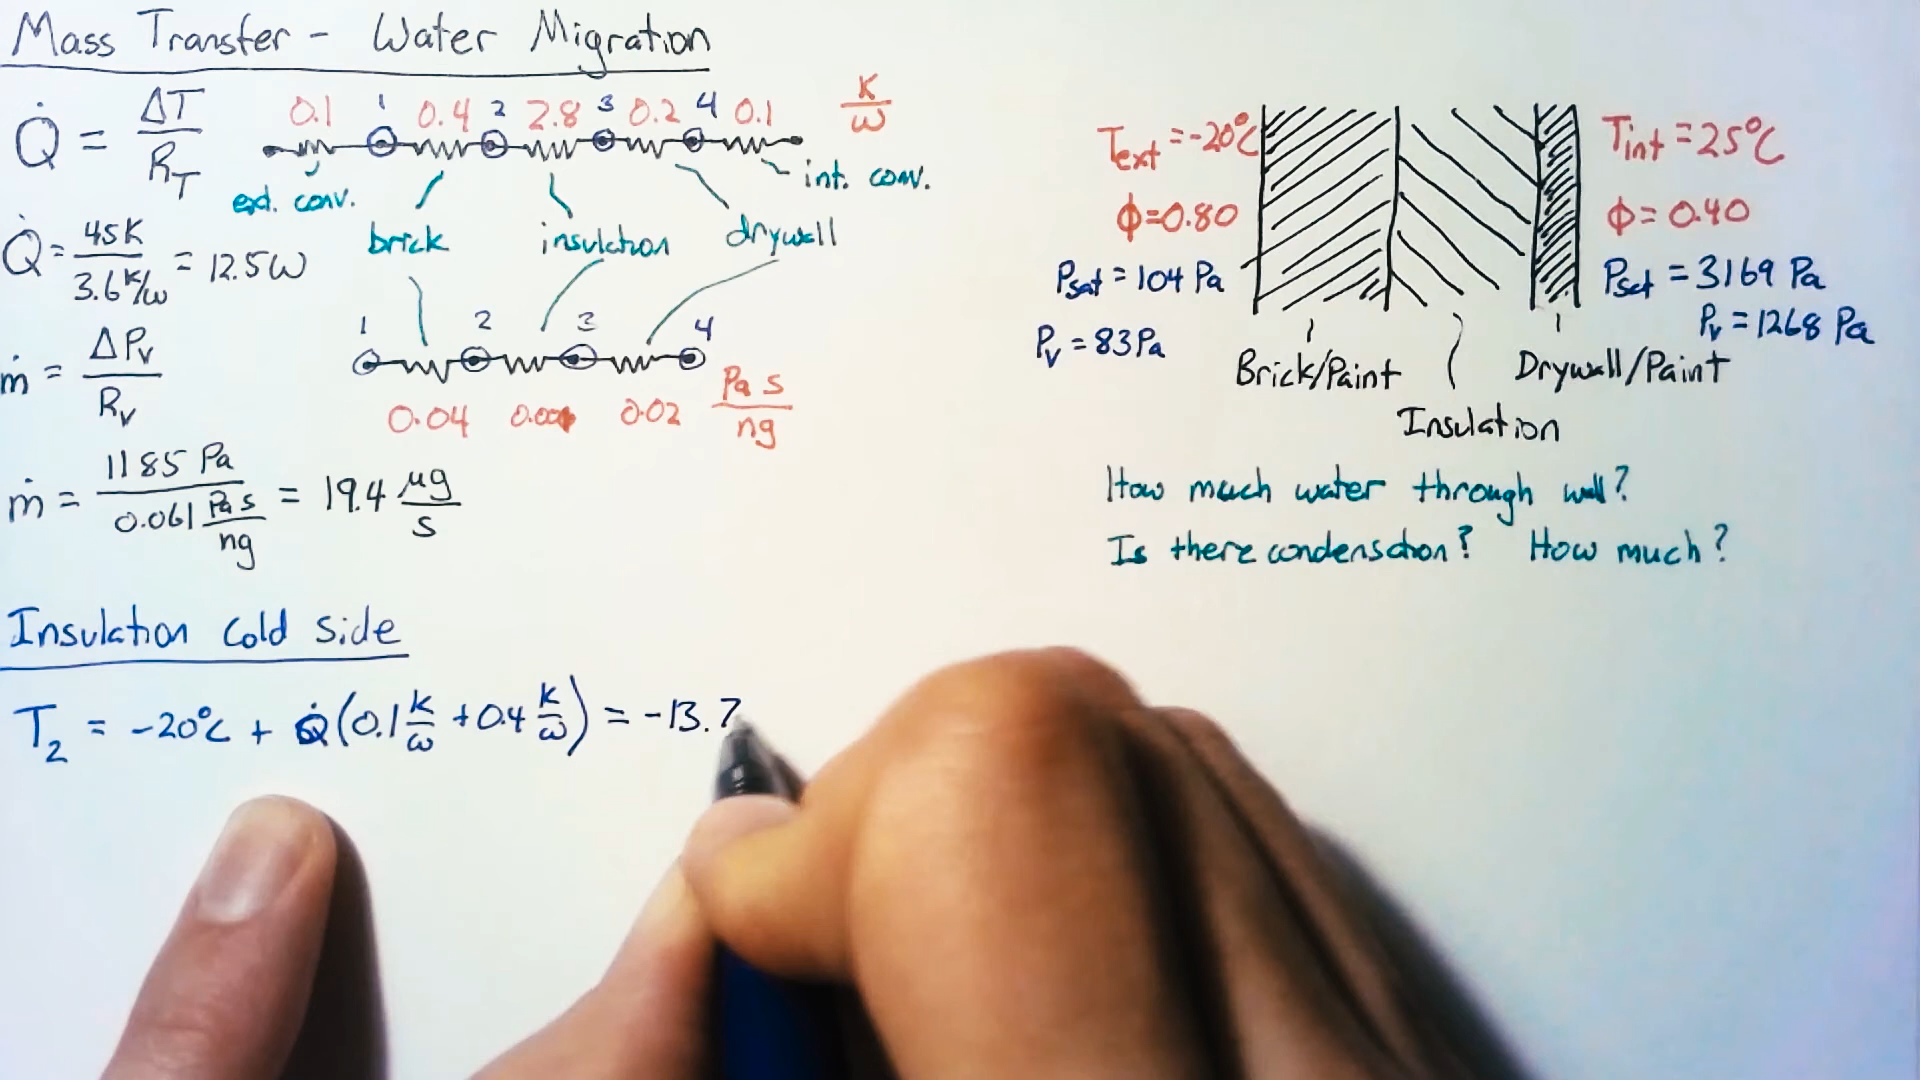 Mass Transfer - Water Migration
Q̇ = ΔT / R_T
0.1 1 0.4 2 2.8 3 0.2 4 0.1 K/W
ext. conv. brick insulation drywall int. conv.
Q̇ = 45K / 3.6 K/W = 12.5W
1 2 3 4
ṁ = ΔP_v / R_v
0.04 0.02 Pa s / ng
ṁ = 1185 Pa / 0.061 Pa s / ng = 19.4 μg / s
Insulation cold side
T_2 = -20°C + Q̇ (0.1 K/W + 0.4 K/W) = -13.7
T_ext = -20°C
ϕ = 0.80
P_sat = 104 Pa
P_v = 83 Pa
T_int = 25°C
ϕ = 0.40
P_sat = 3169 Pa
P_v = 1268 Pa
Brick/Paint
Insulation
Drywall/Paint
How much water through wall?
Is there condensation? How much?